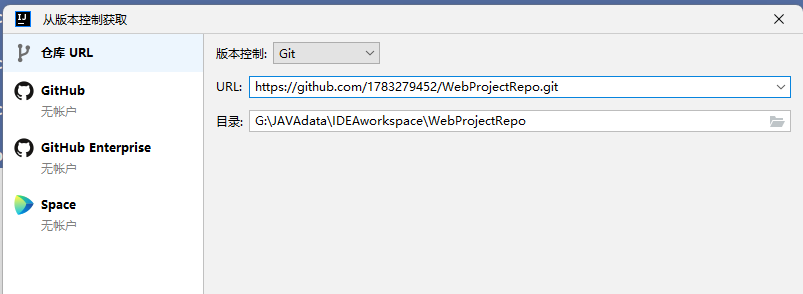 从版本控制获取
仓库 URL
GitHub
无帐户
GitHub Enterprise
无帐户
Space
无帐户
版本控制: Git
URL: https://github.com/1783279452/WebProjectRepo.git
目录: G:\JAVAdata\IDEAworkspace\WebProjectRepo